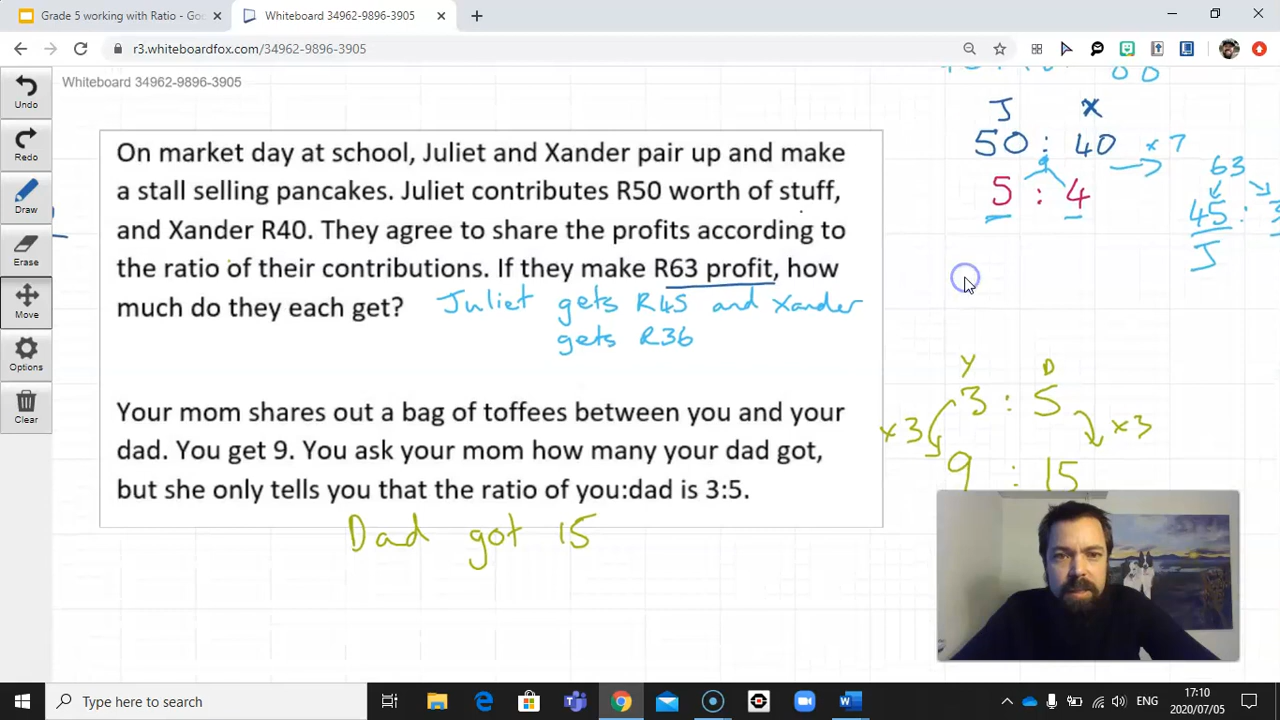 Grade 5 working with Ratio - Goo
Whiteboard 34962-9896-3905
r3.whiteboardfox.com/34962-9896-3905
Whiteboard 34962-9896-3905
Undo
Redo
Draw
Erase
Move
Options
Clear
On market day at school, Juliet and Xander pair up and make
a stall selling pancakes. Juliet contributes R50 worth of stuff,
and Xander R40. They agree to share the profits according to
the ratio of their contributions. If they make R63 profit, how
much do they each get?
Juliet gets R45 and Xander
gets R36
Your mom shares out a bag of toffees between you and your
dad. You get 9. You ask your mom how many your dad got,
but she only tells you that the ratio of you:dad is 3:5.
Dad got 15
J X
50 : 40
9
5 : 4
x 7
63
45 : 3
J
Y D
3 : 5
x3 x3
9 : 15
Type here to search
ENG
17:10
2020/07/05